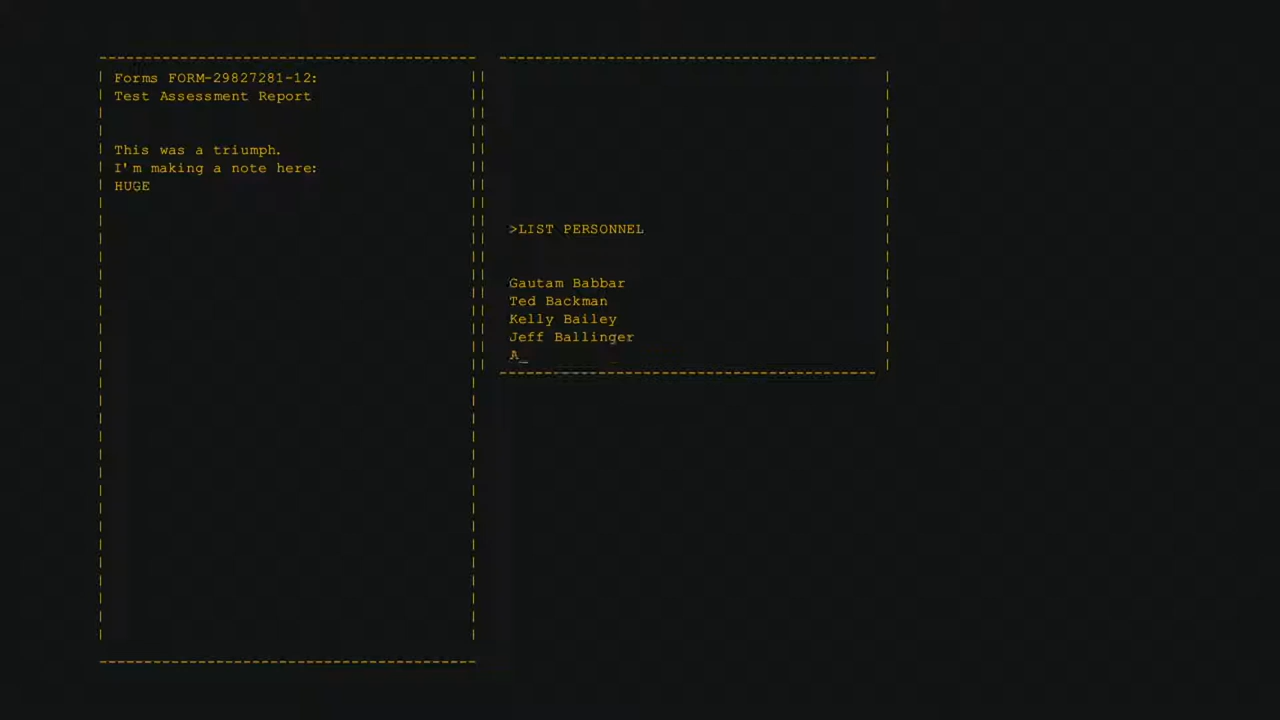 Forms FORM-29827281-12:
Test Assessment Report
This was a triumph.
I'm making a note here:
HUGE
>LIST PERSONNEL
Gautam Babbar
Ted Backman
Kelly Bailey
Jeff Ballinger
A_